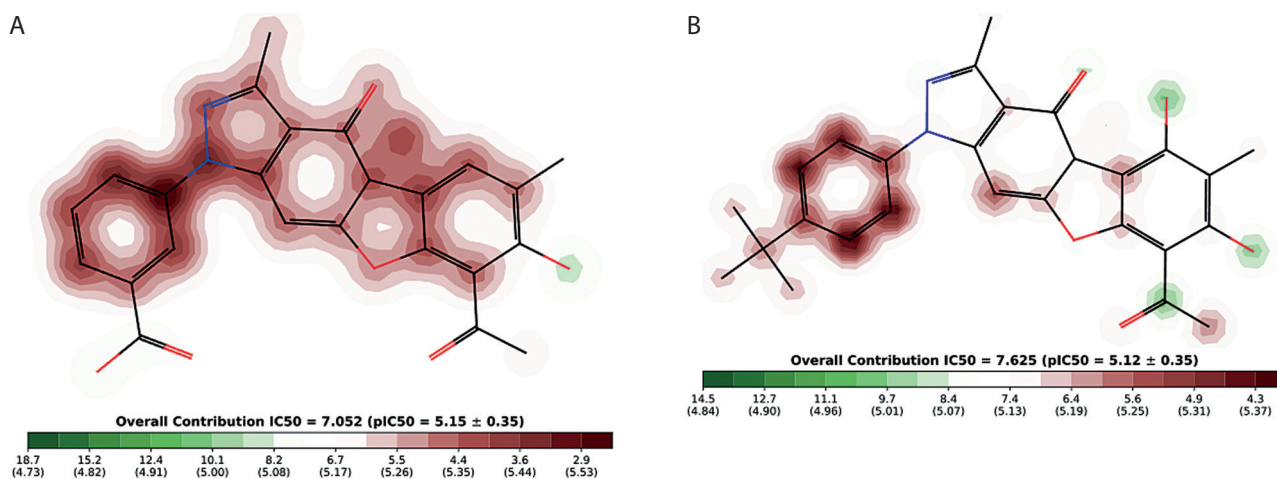 A
B
Overall Contribution IC50 = 7.052 (pIC50 = 5.15 ± 0.35)
18.7 15.2 12.4 10.1 8.2 6.7 5.5 4.4 3.6 2.9
(4.73) (4.82) (4.91) (5.00) (5.08) (5.17) (5.26) (5.35) (5.44) (5.53)
Overall Contribution IC50 = 7.625 (pIC50 = 5.12 ± 0.35)
14.5 12.7 11.1 9.7 8.4 7.4 6.4 5.6 4.9 4.3
(4.84) (4.90) (4.96) (5.01) (5.07) (5.13) (5.19) (5.25) (5.31) (5.37)